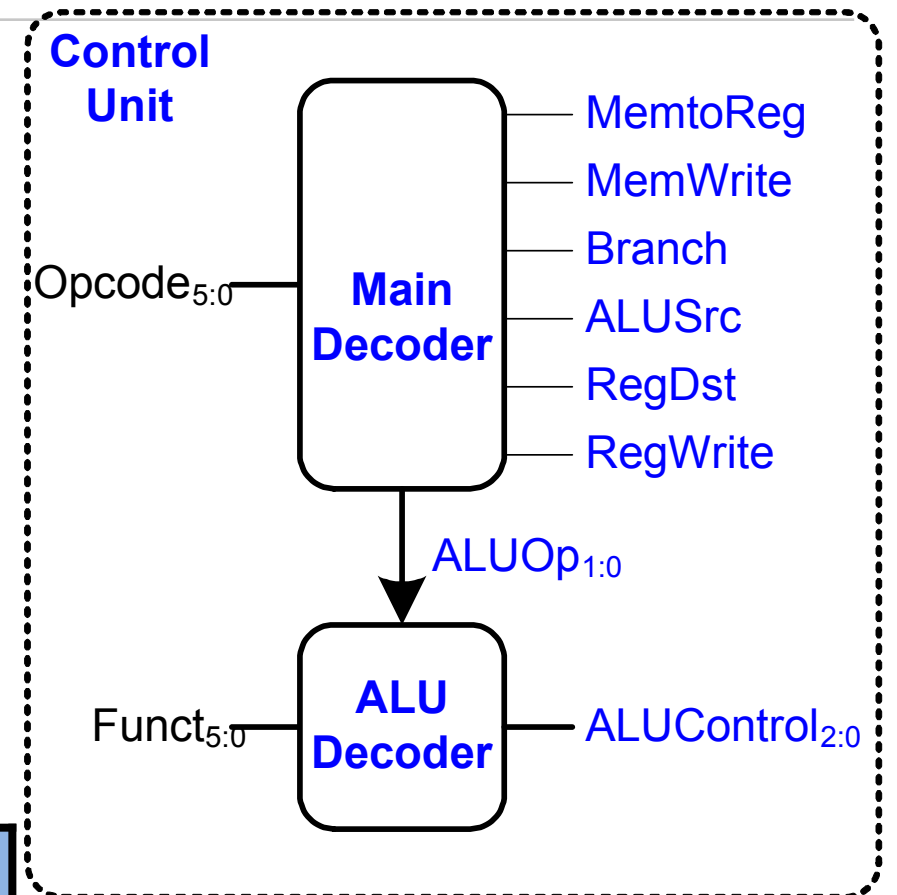 Control
Unit
MemtoReg
MemWrite
Branch
Opcode5:0
Main
Decoder
ALUSrc
RegDst
RegWrite
ALUOp1:0
Funct5:0
ALU
Decoder
ALUControl2:0